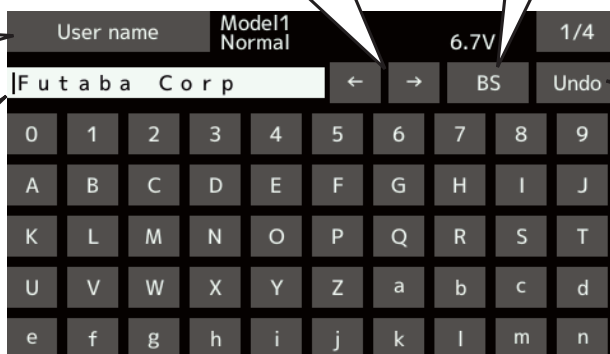 User name Model1 1/4
Normal 6.7V
Futaba Corp ← → BS Undo
0 1 2 3 4 5 6 7 8 9
A B C D E F G H I J
K L M N O P Q R S T
U V W X Y Z a b c d
e f g h i j k l m n